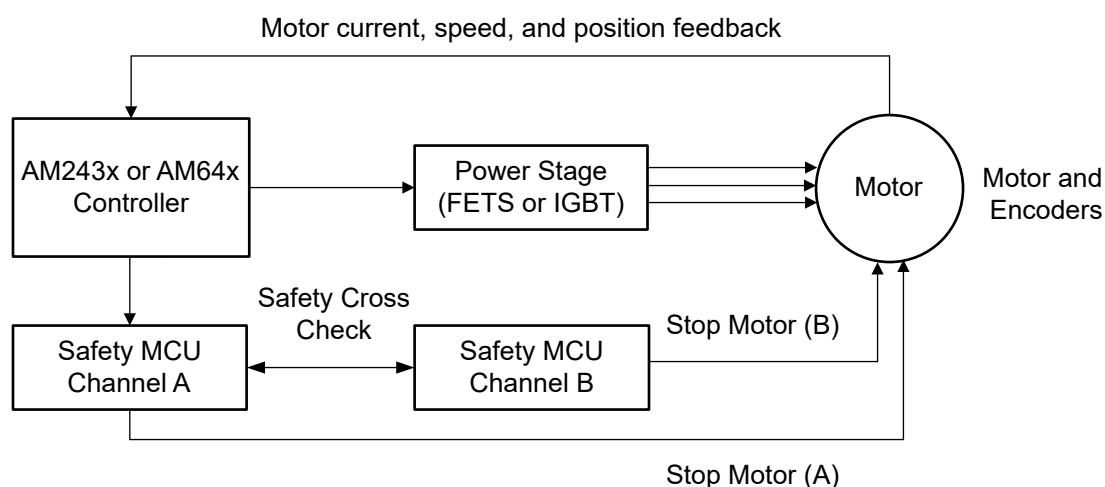 Motor current, speed, and position feedback
AM243x or AM64x
Controller
Power Stage
(FETS or IGBT)
Motor
Motor and
Encoders
Safety Cross
Check
Safety MCU
Channel A
Safety MCU
Channel B
Stop Motor (B)
Stop Motor (A)